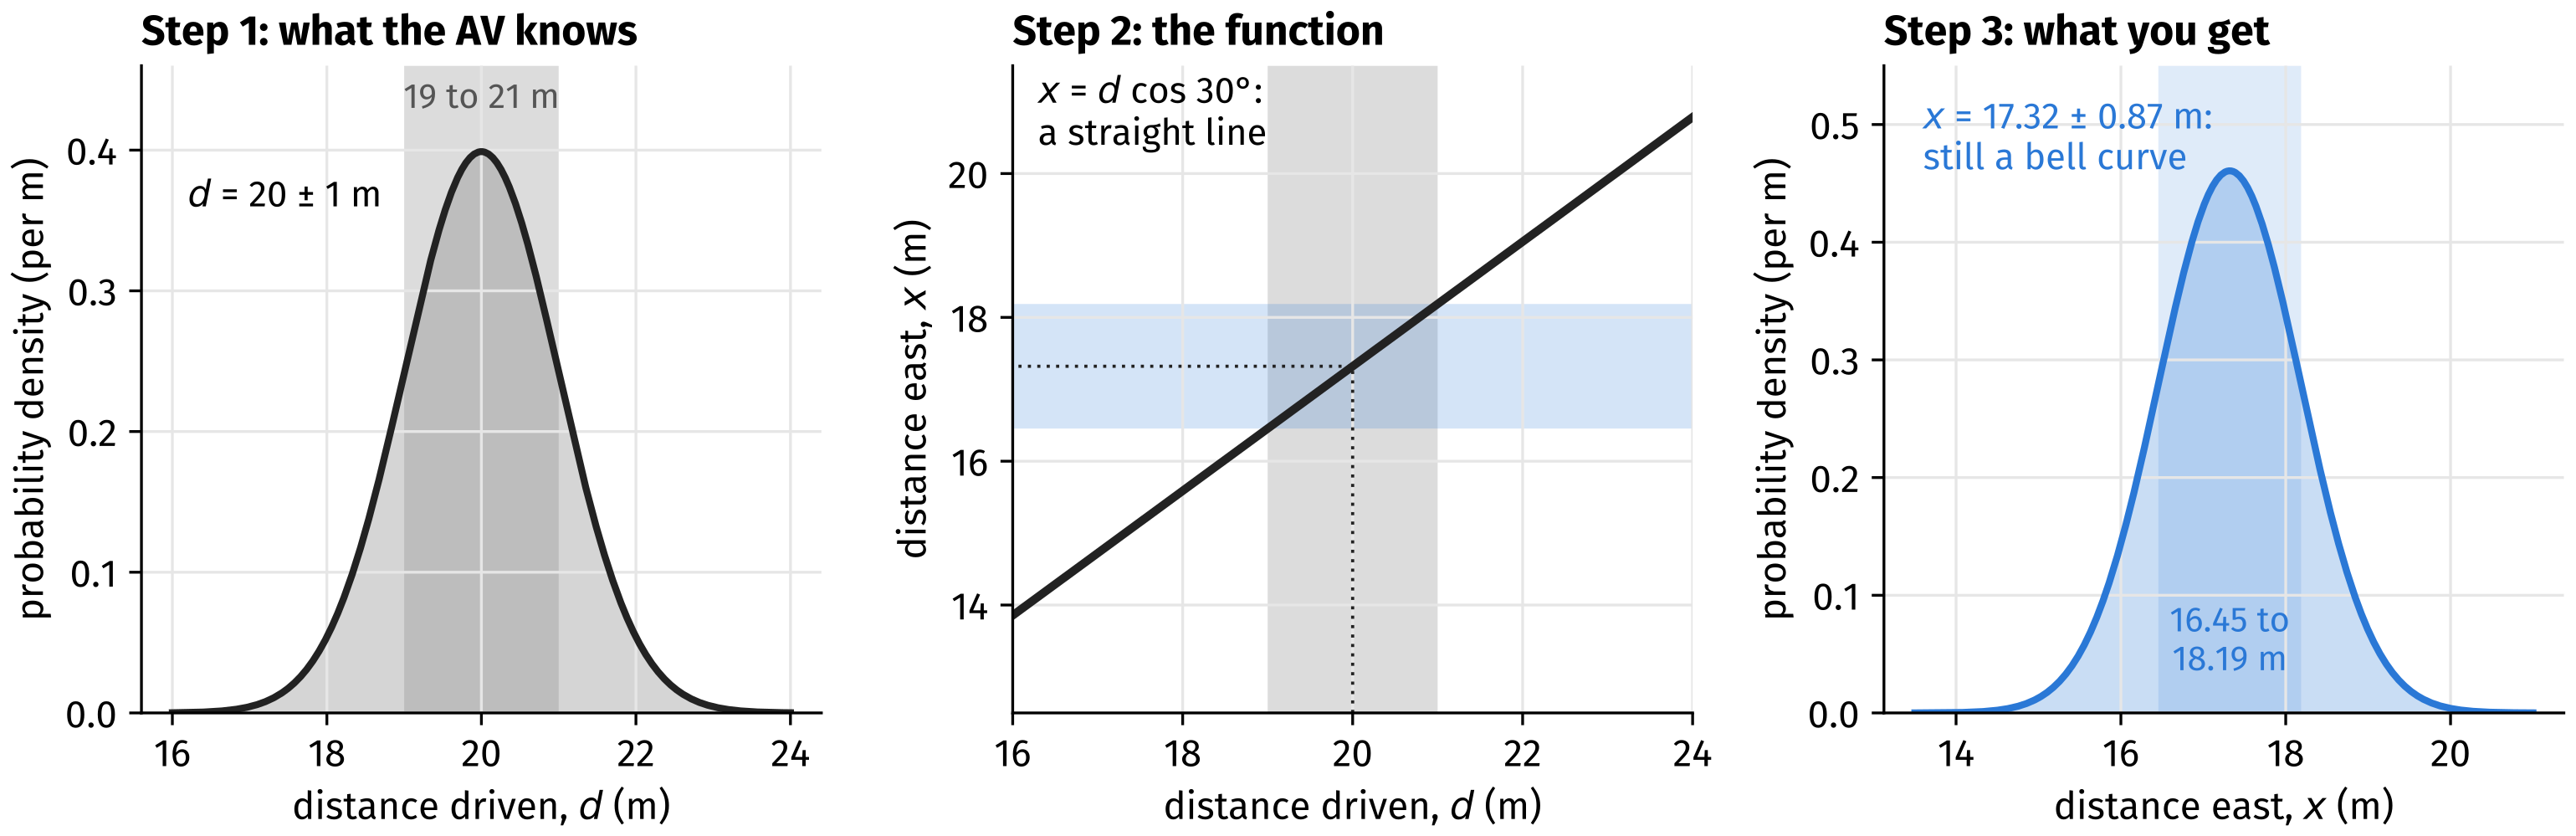 Step 1: what the AV knows
19 to 21 m
d = 20 ± 1 m
probability density (per m)
0.4
0.3
0.2
0.1
0.0
16 18 20 22 24
distance driven, d (m)
Step 2: the function
x = d cos 30°:
a straight line
distance east, x (m)
20
18
16
14
16 18 20 22 24
distance driven, d (m)
Step 3: what you get
x = 17.32 ± 0.87 m:
still a bell curve
probability density (per m)
0.5
0.4
0.3
0.2
0.1
0.0
16.45 to
18.19 m
14 16 18 20
distance east, x (m)